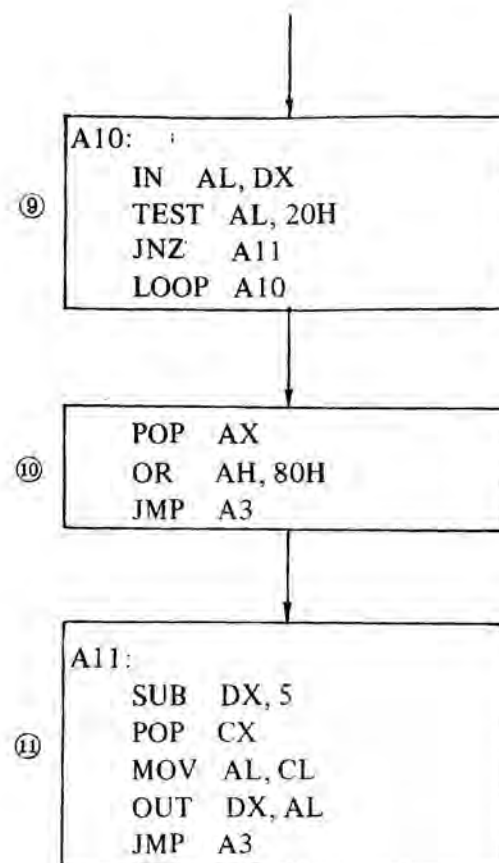 A10:
⑨
IN AL, DX
TEST AL, 20H
JNZ A11
LOOP A10
⑩
POP AX
OR AH, 80H
JMP A3
⑪
A11:
SUB DX, 5
POP CX
MOV AL, CL
OUT DX, AL
JMP A3